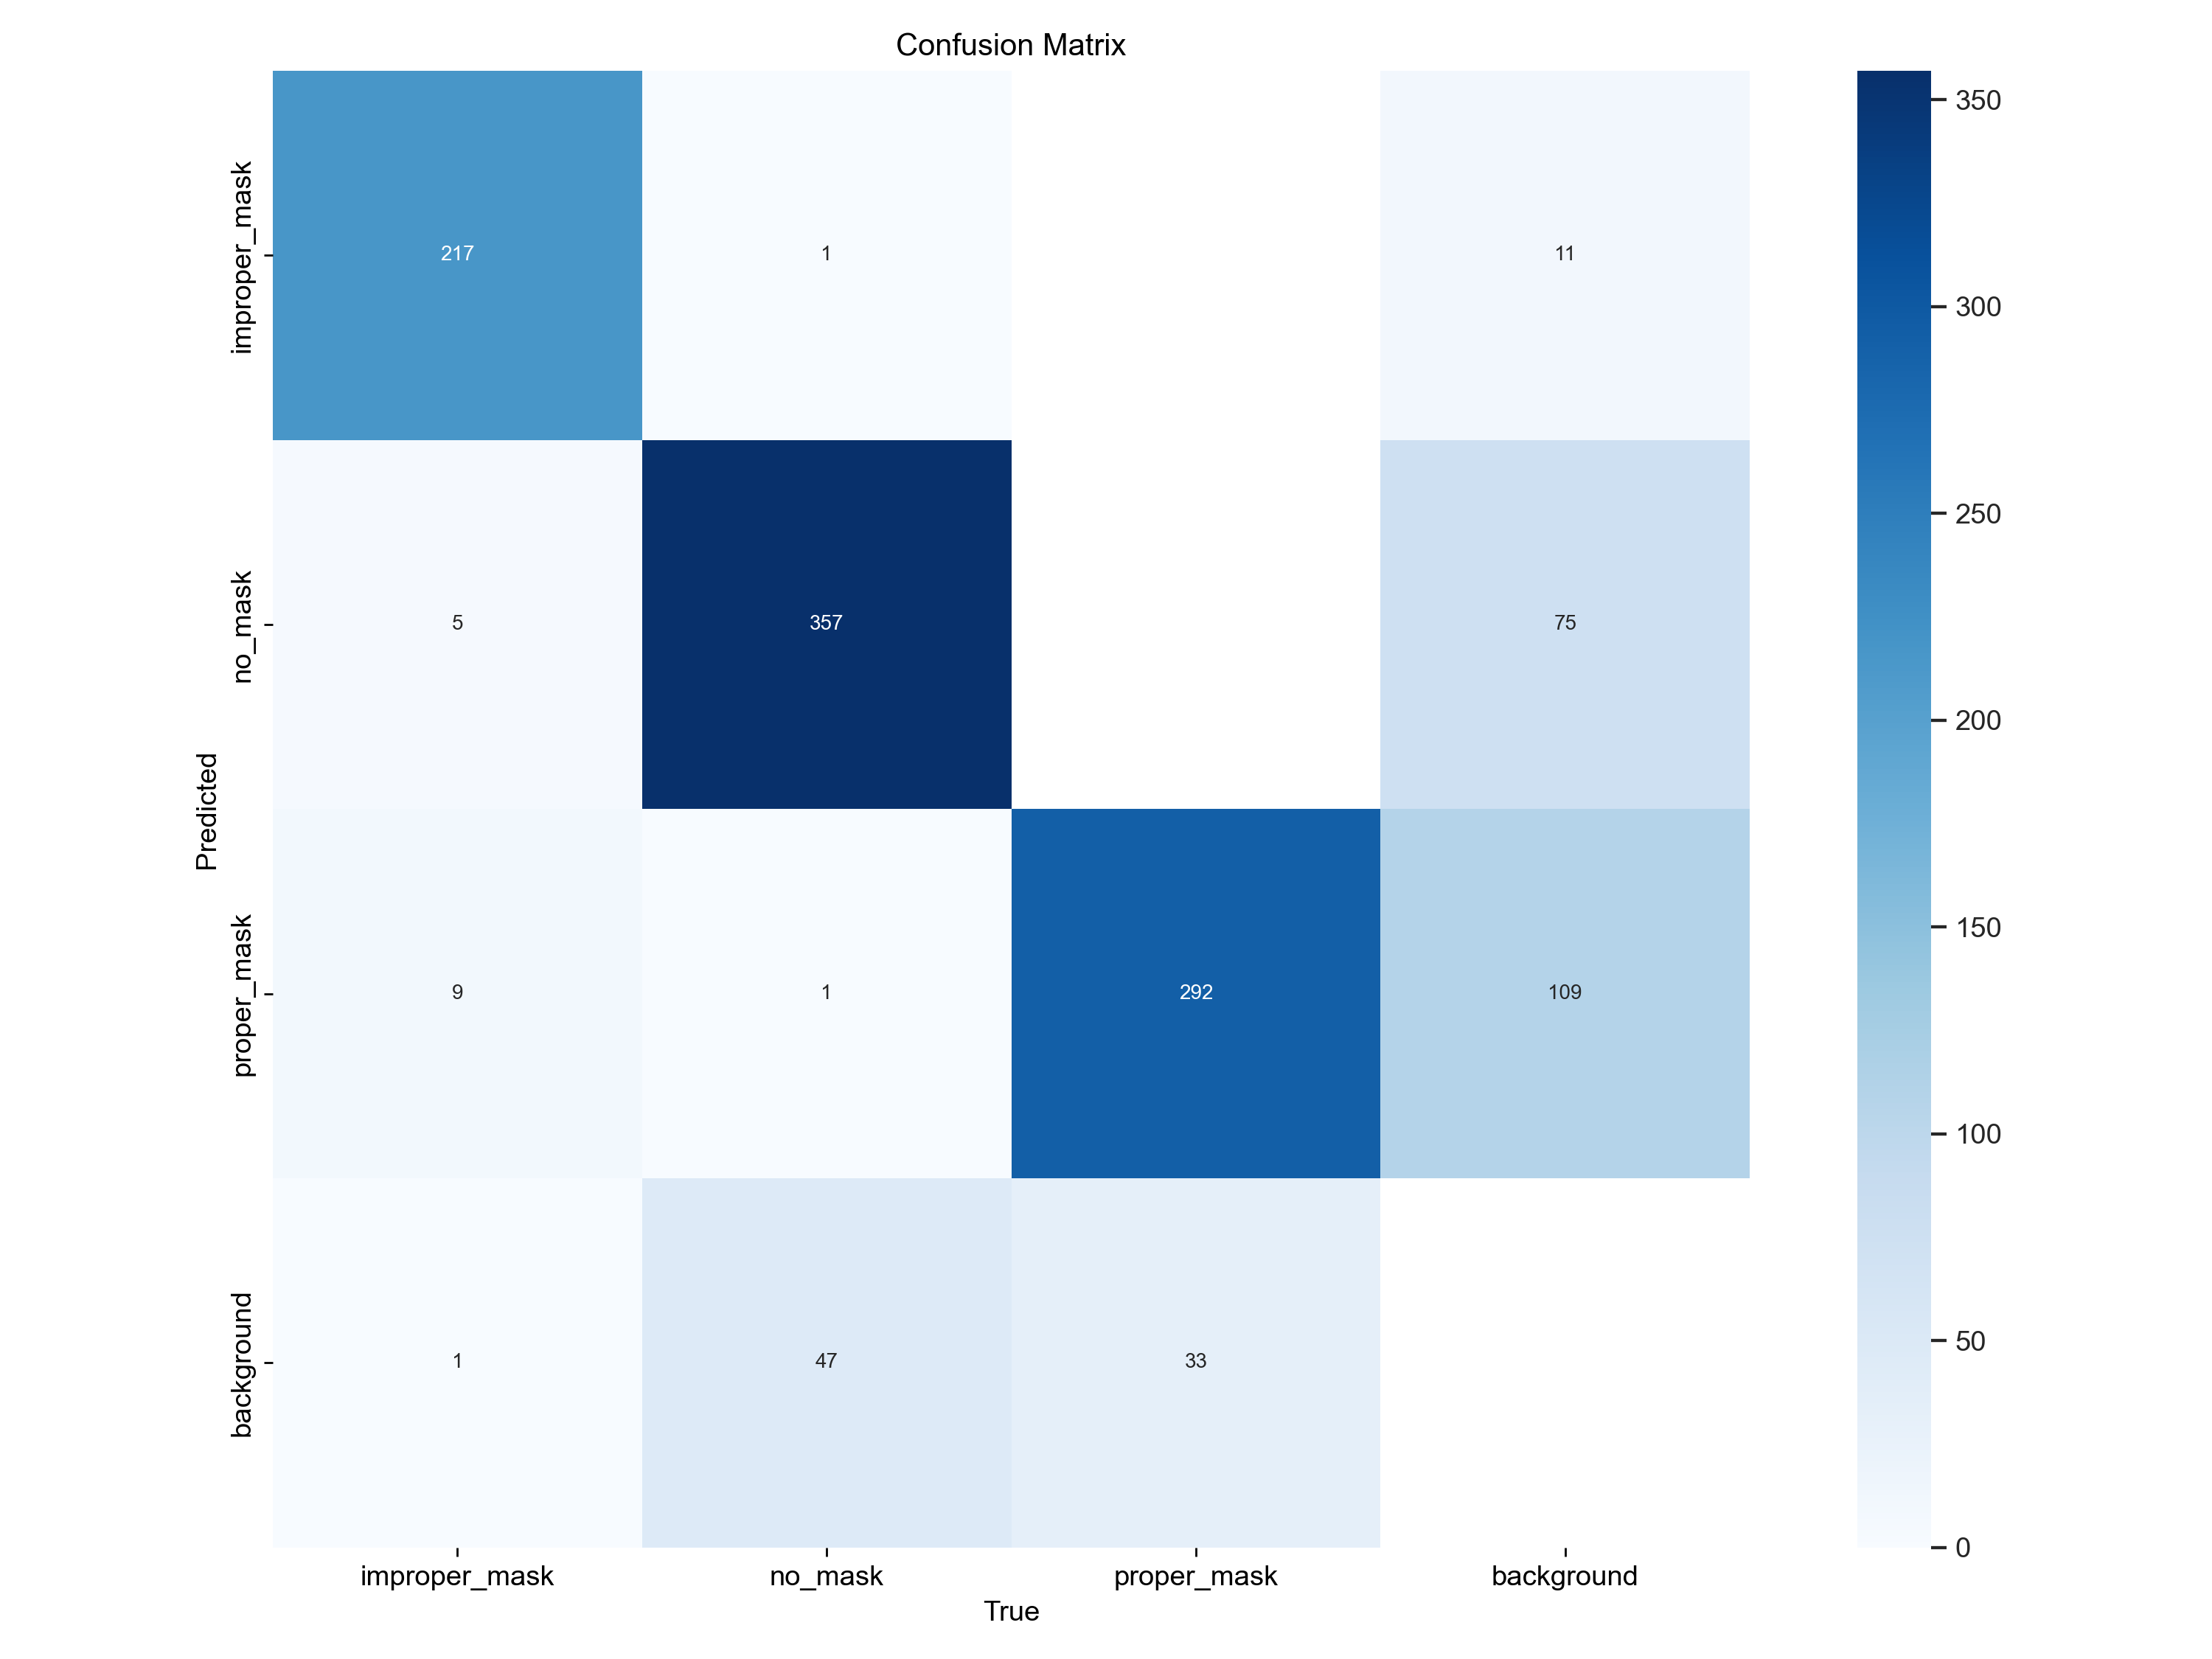 Confusion Matrix
improper_mask
217
1
11
no_mask
5
357
75
proper_mask
9
1
292
109
background
1
47
33
Predicted
improper_mask
no_mask
proper_mask
background
True
350
300
250
200
150
100
50
0